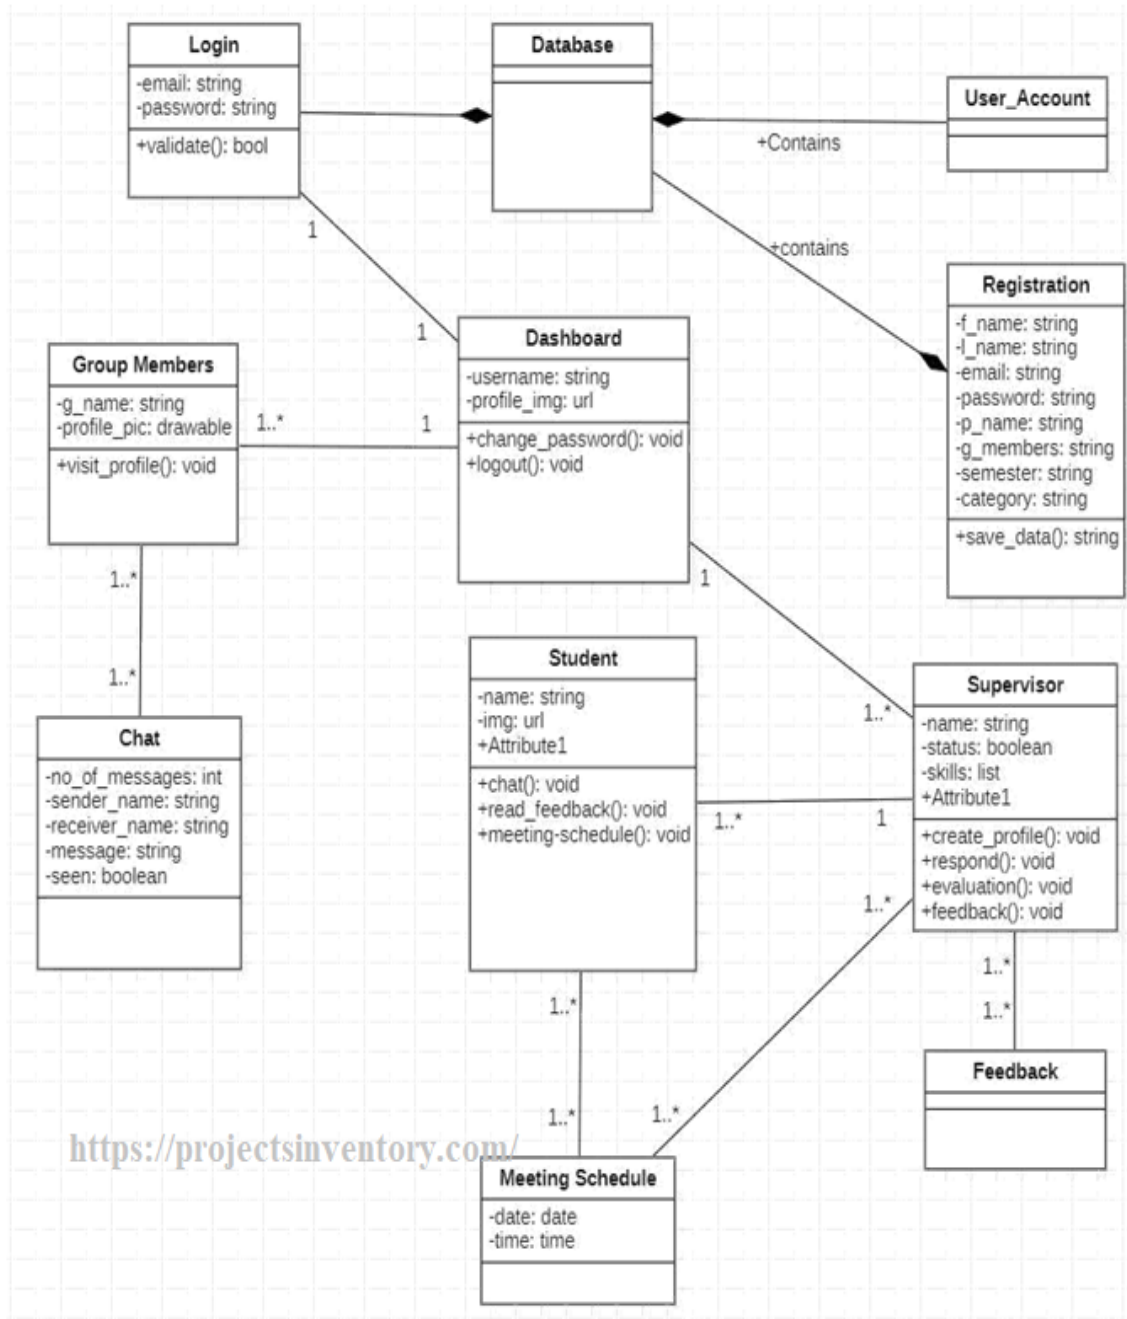 Login
-email: string
-password: string
+validate(): bool
Database
User_Account
+Contains
+contains
1
1
Registration
-f_name: string
-l_name: string
-email: string
-password: string
-p_name: string
-g_members: string
-semester: string
-category: string
+save_data(): string
Dashboard
-username: string
-profile_img: url
+change_password(): void
+logout(): void
Group Members
-g_name: string
-profile_pic: drawable
+visit_profile(): void
1..*
1
1..*
1..*
1
1..*
Chat
-no_of_messages: int
-sender_name: string
-receiver_name: string
-message: string
-seen: boolean
Student
-name: string
-img: url
+Attribute1
+chat(): void
+read_feedback(): void
+meeting-schedule(): void
Supervisor
-name: string
-status: boolean
-skills: list
+Attribute1
+create_profile(): void
+respond(): void
+evaluation(): void
+feedback(): void
1..*
1
1..*
1..*
1..*
1..*
1..*
1..*
Feedback
https://projectsinventory.com/
Meeting Schedule
-date: date
-time: time